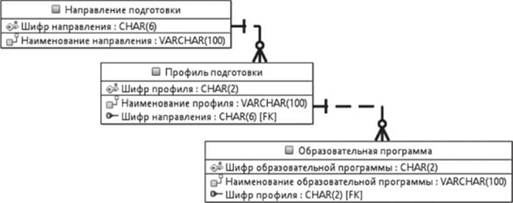 Направление подготовки
Шифр направления : CHAR(6)
Наименование направления : VARCHAR(100)
Профиль подготовки
Шифр профиля : CHAR(2)
Наименование профиля : VARCHAR(100)
Шифр направления : CHAR(6) [FK]
Образовательная программа
Шифр образовательной программы : CHAR(2)
Наименование образовательной программы : VARCHAR(100)
Шифр профиля : CHAR(2) [FK]